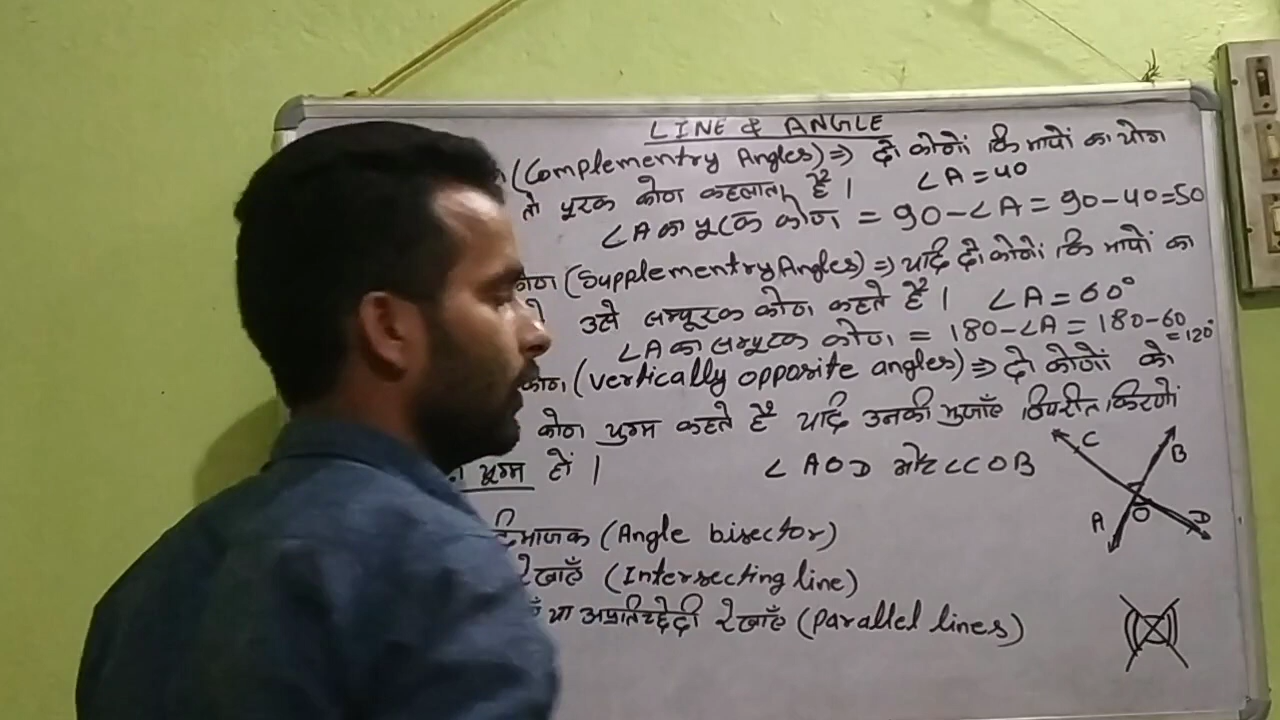 LINE & ANGLE
(Complementry Angles) ⇒ दो कोणों कि मापों का योग
तो पूरक कोण कहलाता है । ∠A = 40
∠A का पूरक कोण = 90-∠A = 90-40=50
कोण (Supplementry Angles) ⇒ यदि दो कोणों कि मापों का
उसे सम्पूरक कोण कहते हैं । ∠A = 60°
∠A का सम्पूरक कोण = 180-∠A = 180-60
=120°
कोण (vertically opposite angles) ⇒ दो कोणों को
कोण युग्म कहते हैं यदि उनकी भुजाएँ विपरीत किरणों
युग्म हों । ∠AOD और ∠COB
C
B
A
O
D
द्विभाजक (Angle bisector)
रेखाएँ (Intersecting line)
या अप्रतिच्छेदी रेखाएँ (parallel lines)